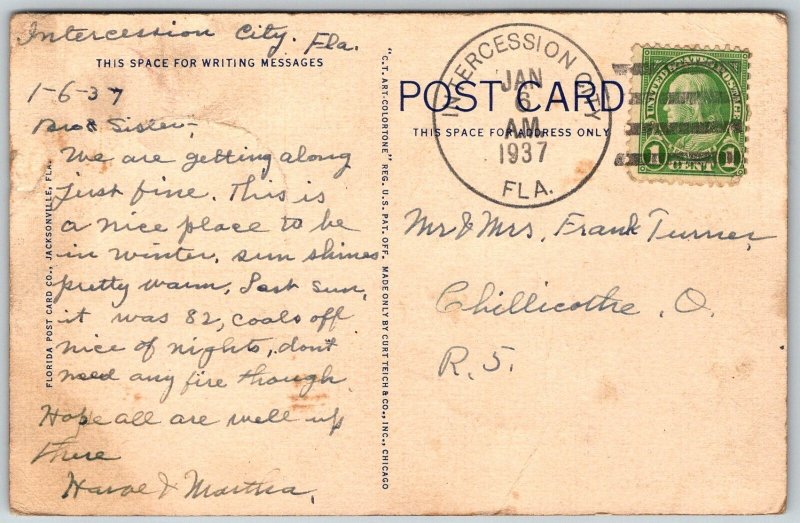 Intercession City. Fla.
THIS SPACE FOR WRITING MESSAGES
1-6-37
Bro & Sister,
We are getting along
just fine. This is
a nice place to be
in winter, sun shines
pretty warm, Last Sun,
it was 82, cools off
nice of nights, dont
need any fire though.
Hope all are well up
there
& Martha,
FLORIDA POST CARD CO., JACKSONVILLE, FLA.
"C.T. ART-COLORTONE" REG. U.S. PAT. OFF. MADE ONLY BY CURT TEICH & CO., INC., CHICAGO
POST CARD
THIS SPACE FOR ADDRESS ONLY
INTERCESSION CITY
JAN
6
AM
1937
FLA.
UNITED STATES POSTAGE
1 CENT 1
Mr & Mrs, Frank Turner,
Chillicothe, O.
R. 5.